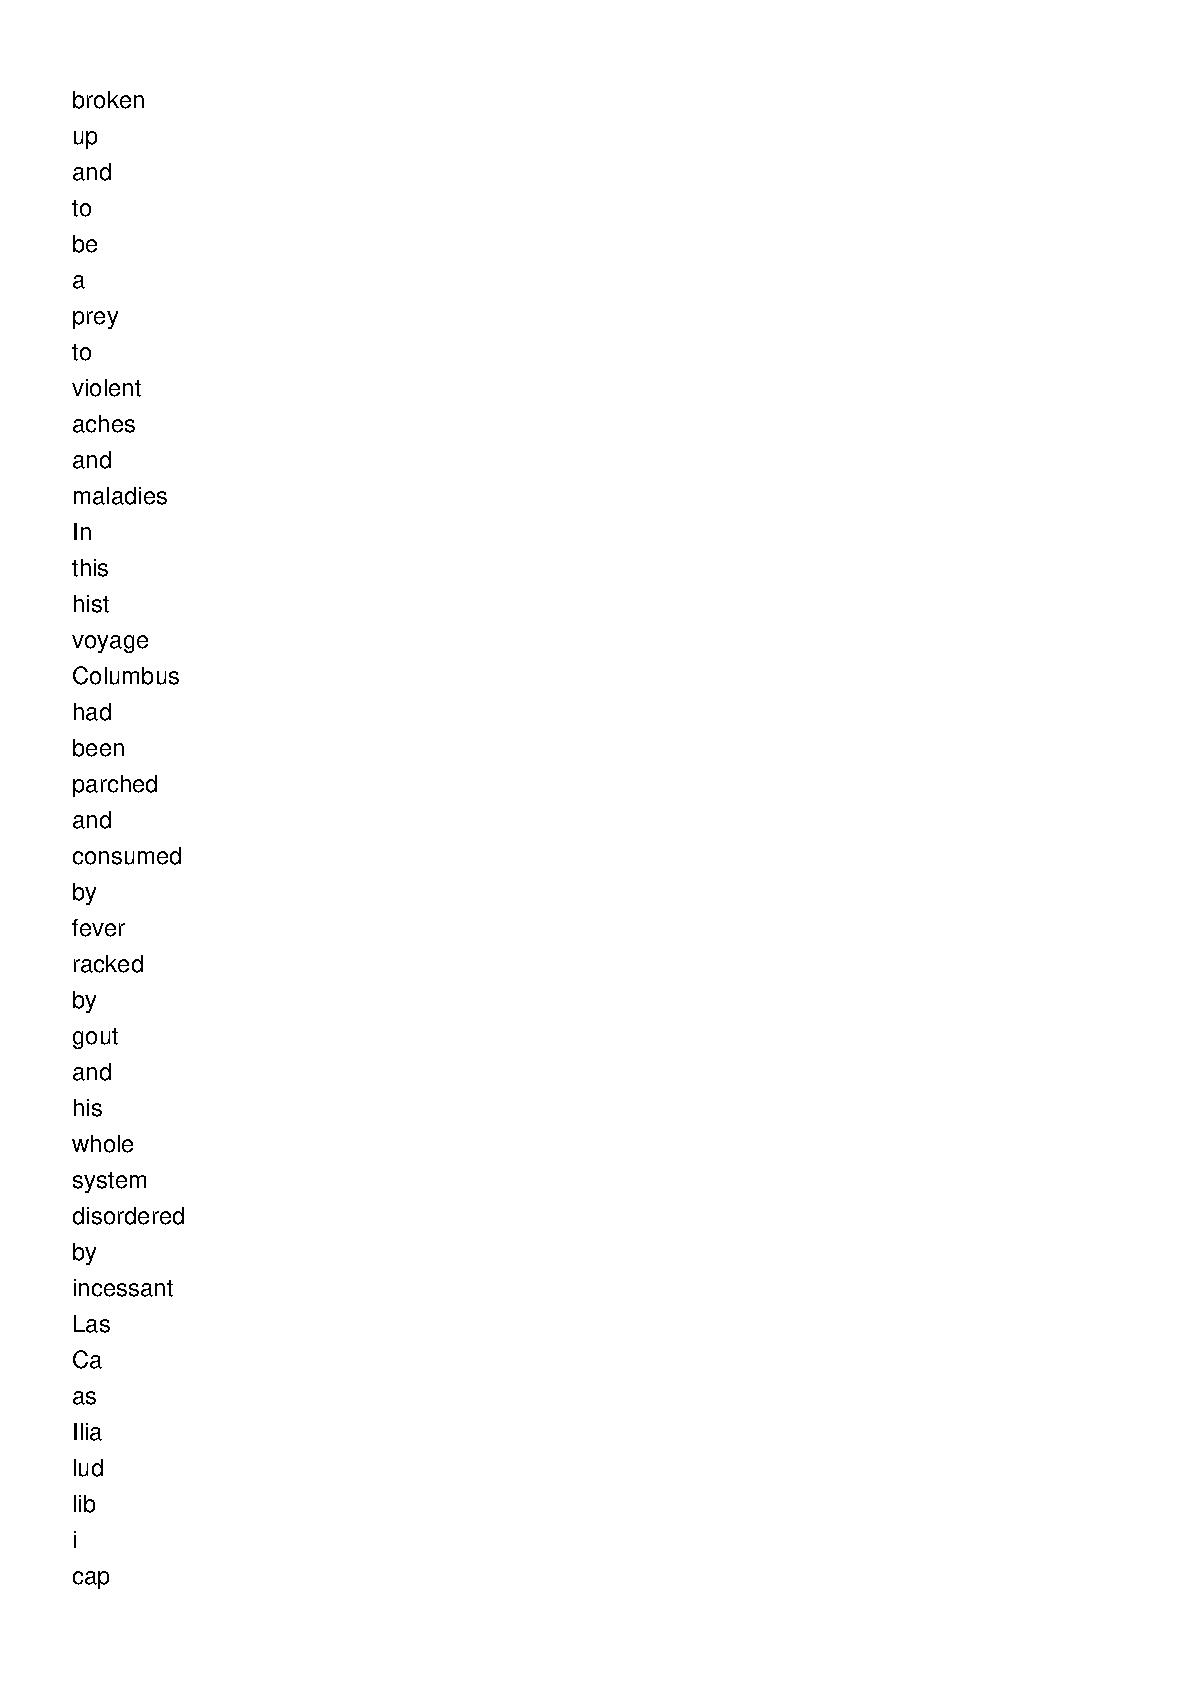 broken
up
and
to
be
a
prey
to
violent
aches
and
maladies
In
this
hist
voyage
Columbus
had
been
parched
and
consumed
by
fever
racked
by
gout
and
his
whole
system
disordered
by
incessant
Las
Ca
as
Ilia
lud
lib
i
cap